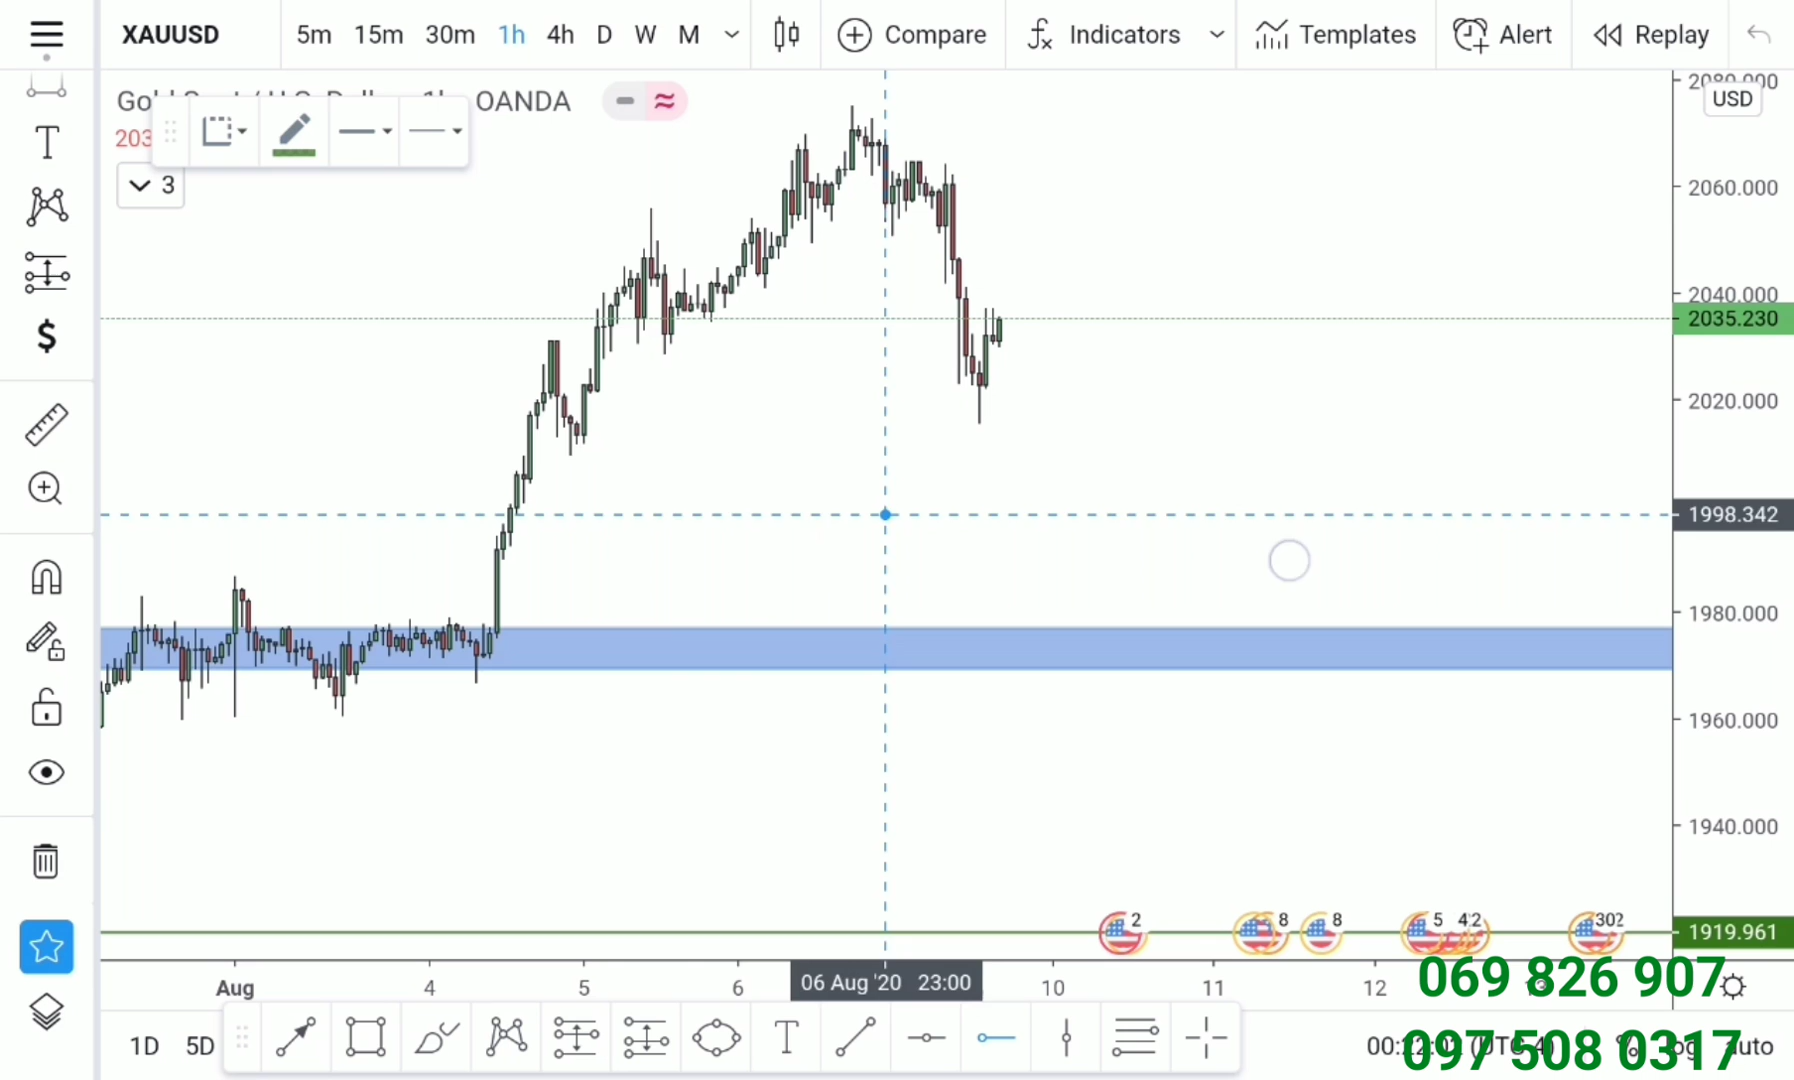 XAUUSD 5m 15m 30m 1h 4h D W M Compare Indicators Templates Alert Replay
OANDA
USD
203
3
2060.000
2040.000
2035.230
2020.000
1998.342
1980.000
1960.000
1940.000
2 8 8 5
1919.961
Aug 4 5 6 06 Aug '20 23:00 10 11 12
069 826 907
1D 5D T auto
097 508 0317